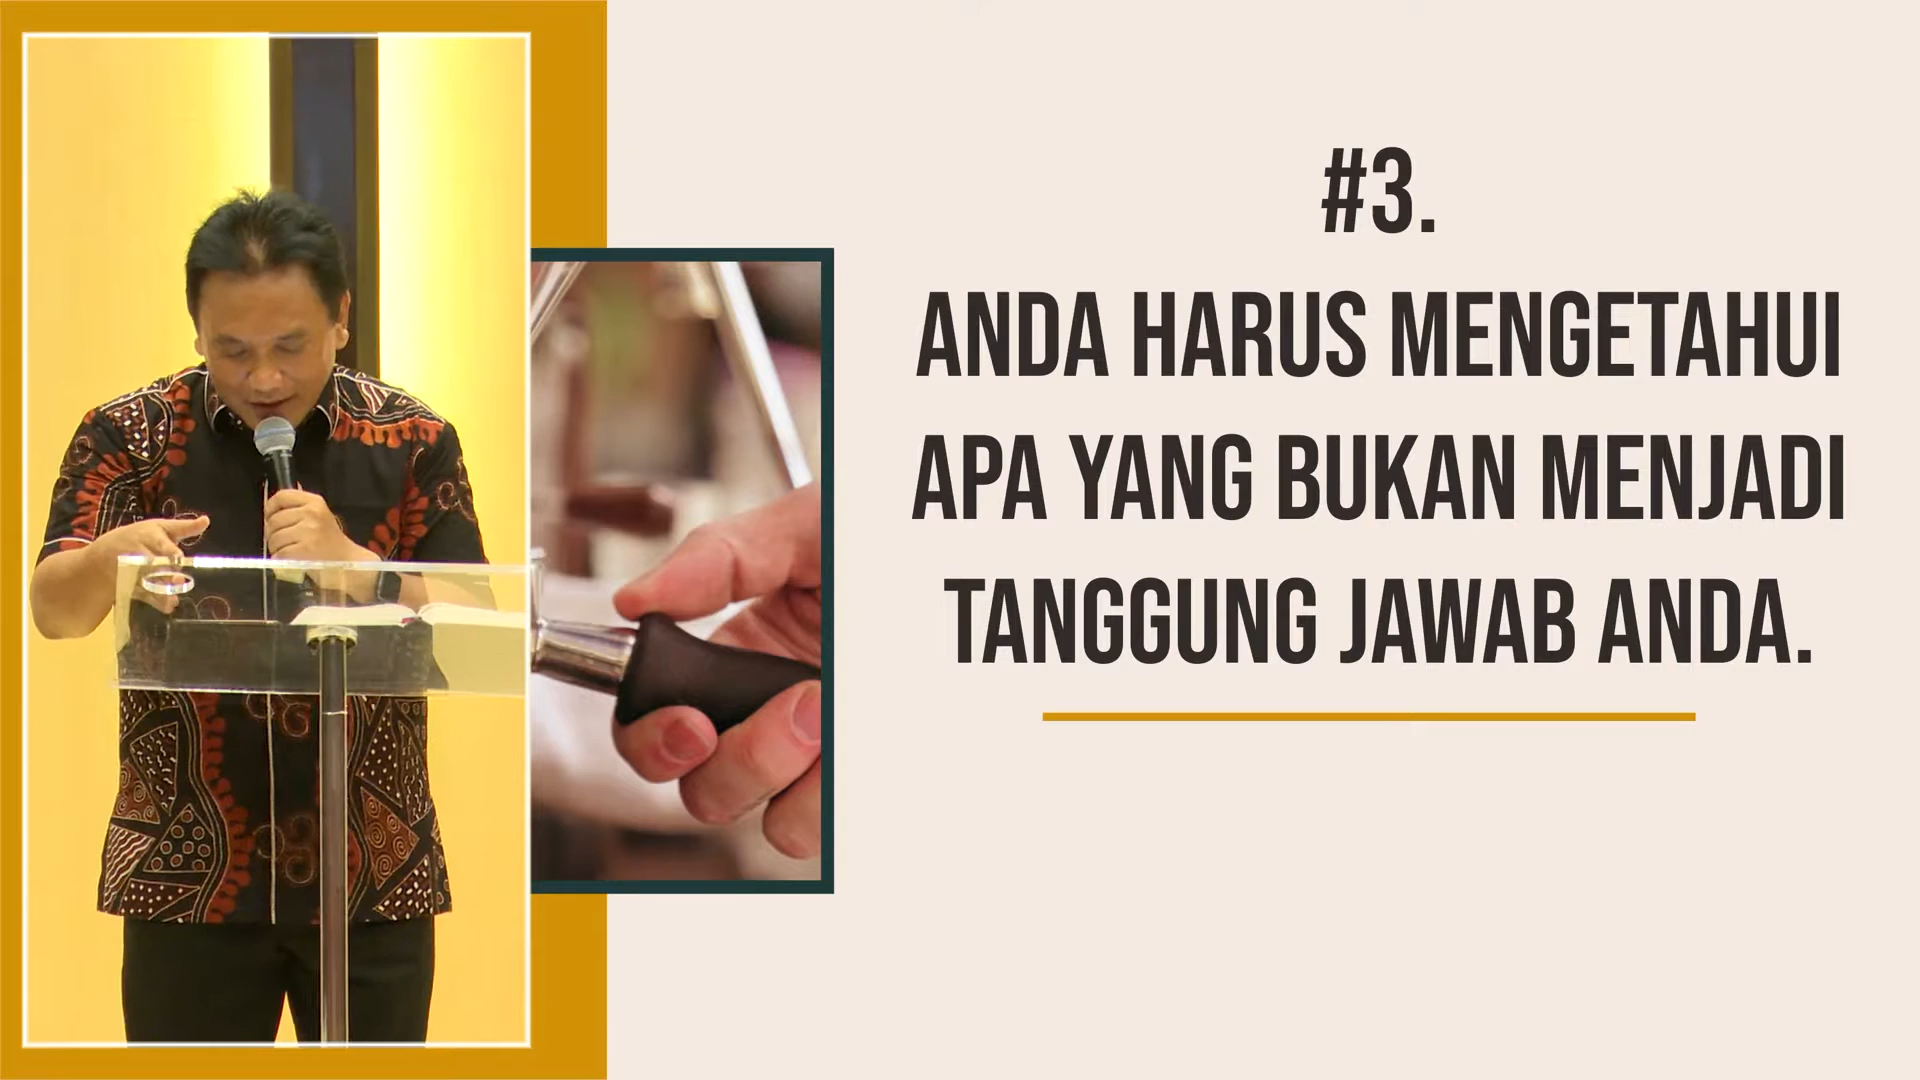 #3.
ANDA HARUS MENGETAHUI
APA YANG BUKAN MENJADI
TANGGUNG JAWAB ANDA.